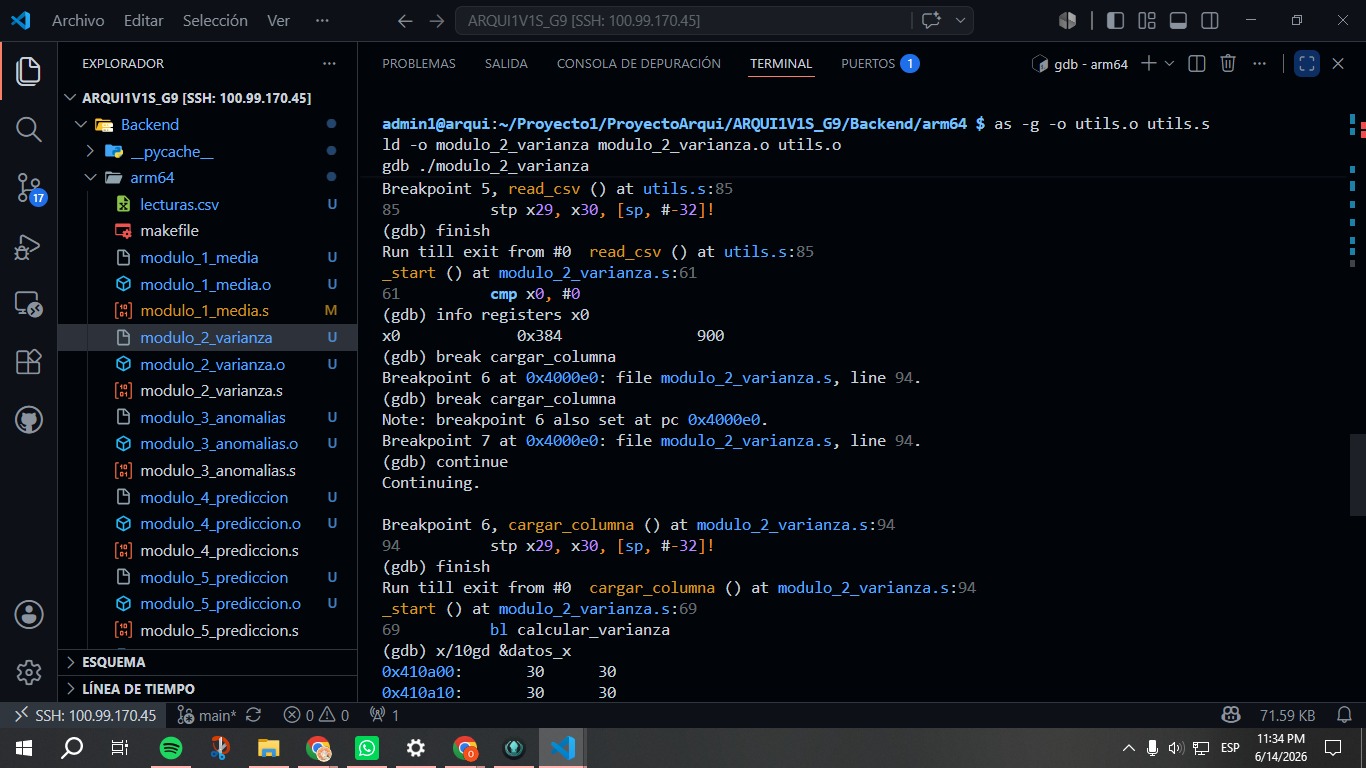 Archivo Editar Selección Ver ··· ARQUI1V1S_G9 [SSH: 100.99.170.45]
EXPLORADOR ···
ARQUI1V1S_G9 [SSH: 100.99.170.45]
Backend
__pycache__
arm64
lecturas.csv U
makefile
modulo_1_media U
modulo_1_media.o U
modulo_1_media.s M
modulo_2_varianza U
modulo_2_varianza.o U
modulo_2_varianza.s
modulo_3_anomalias U
modulo_3_anomalias.o U
modulo_3_anomalias.s
modulo_4_prediccion U
modulo_4_prediccion.o U
modulo_4_prediccion.s
modulo_5_prediccion U
modulo_5_prediccion.o U
modulo_5_prediccion.s
ESQUEMA
LÍNEA DE TIEMPO
17
PROBLEMAS SALIDA CONSOLA DE DEPURACIÓN TERMINAL PUERTOS 1 gdb - arm64
admin1@arqui:~/Proyecto1/ProyectoArqui/ARQUI1V1S_G9/Backend/arm64 $ as -g -o utils.o utils.s
ld -o modulo_2_varianza modulo_2_varianza.o utils.o
gdb ./modulo_2_varianza
Breakpoint 5, read_csv () at utils.s:85
85 stp x29, x30, [sp, #-32]!
(gdb) finish
Run till exit from #0 read_csv () at utils.s:85
_start () at modulo_2_varianza.s:61
61 cmp x0, #0
(gdb) info registers x0
x0 0x384 900
(gdb) break cargar_columna
Breakpoint 6 at 0x4000e0: file modulo_2_varianza.s, line 94.
(gdb) break cargar_columna
Note: breakpoint 6 also set at pc 0x4000e0.
Breakpoint 7 at 0x4000e0: file modulo_2_varianza.s, line 94.
(gdb) continue
Continuing.
Breakpoint 6, cargar_columna () at modulo_2_varianza.s:94
94 stp x29, x30, [sp, #-32]!
(gdb) finish
Run till exit from #0 cargar_columna () at modulo_2_varianza.s:94
_start () at modulo_2_varianza.s:69
69 bl calcular_varianza
(gdb) x/10gd &datos_x
0x410a00: 30 30
0x410a10: 30 30
SSH: 100.99.170.45 main* 0 0 1 71.59 KB
ESP 11:34 PM
6/14/2026